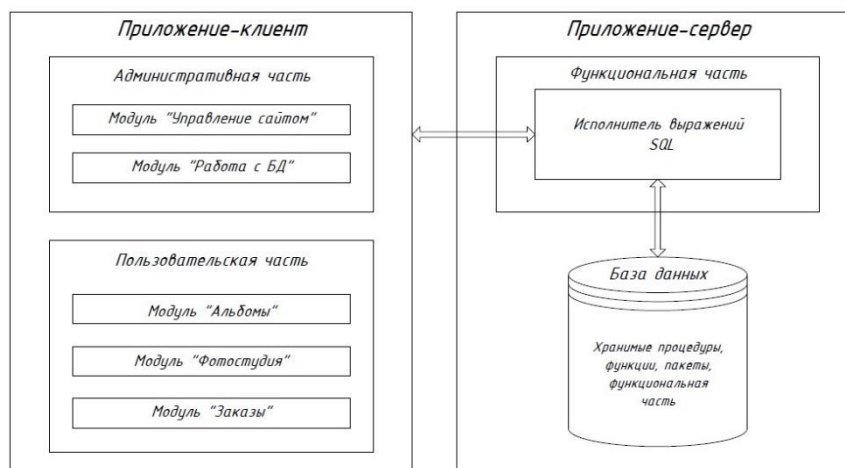 Приложение-клиент
Административная часть
Модуль "Управление сайтом"
Модуль "Работа с БД"
Пользовательская часть
Модуль "Альбомы"
Модуль "Фотостудия"
Модуль "Заказы"
Приложение-сервер
Функциональная часть
Исполнитель выражений
SQL
База данных
Хранимые процедуры,
функции, пакеты,
функциональная
часть